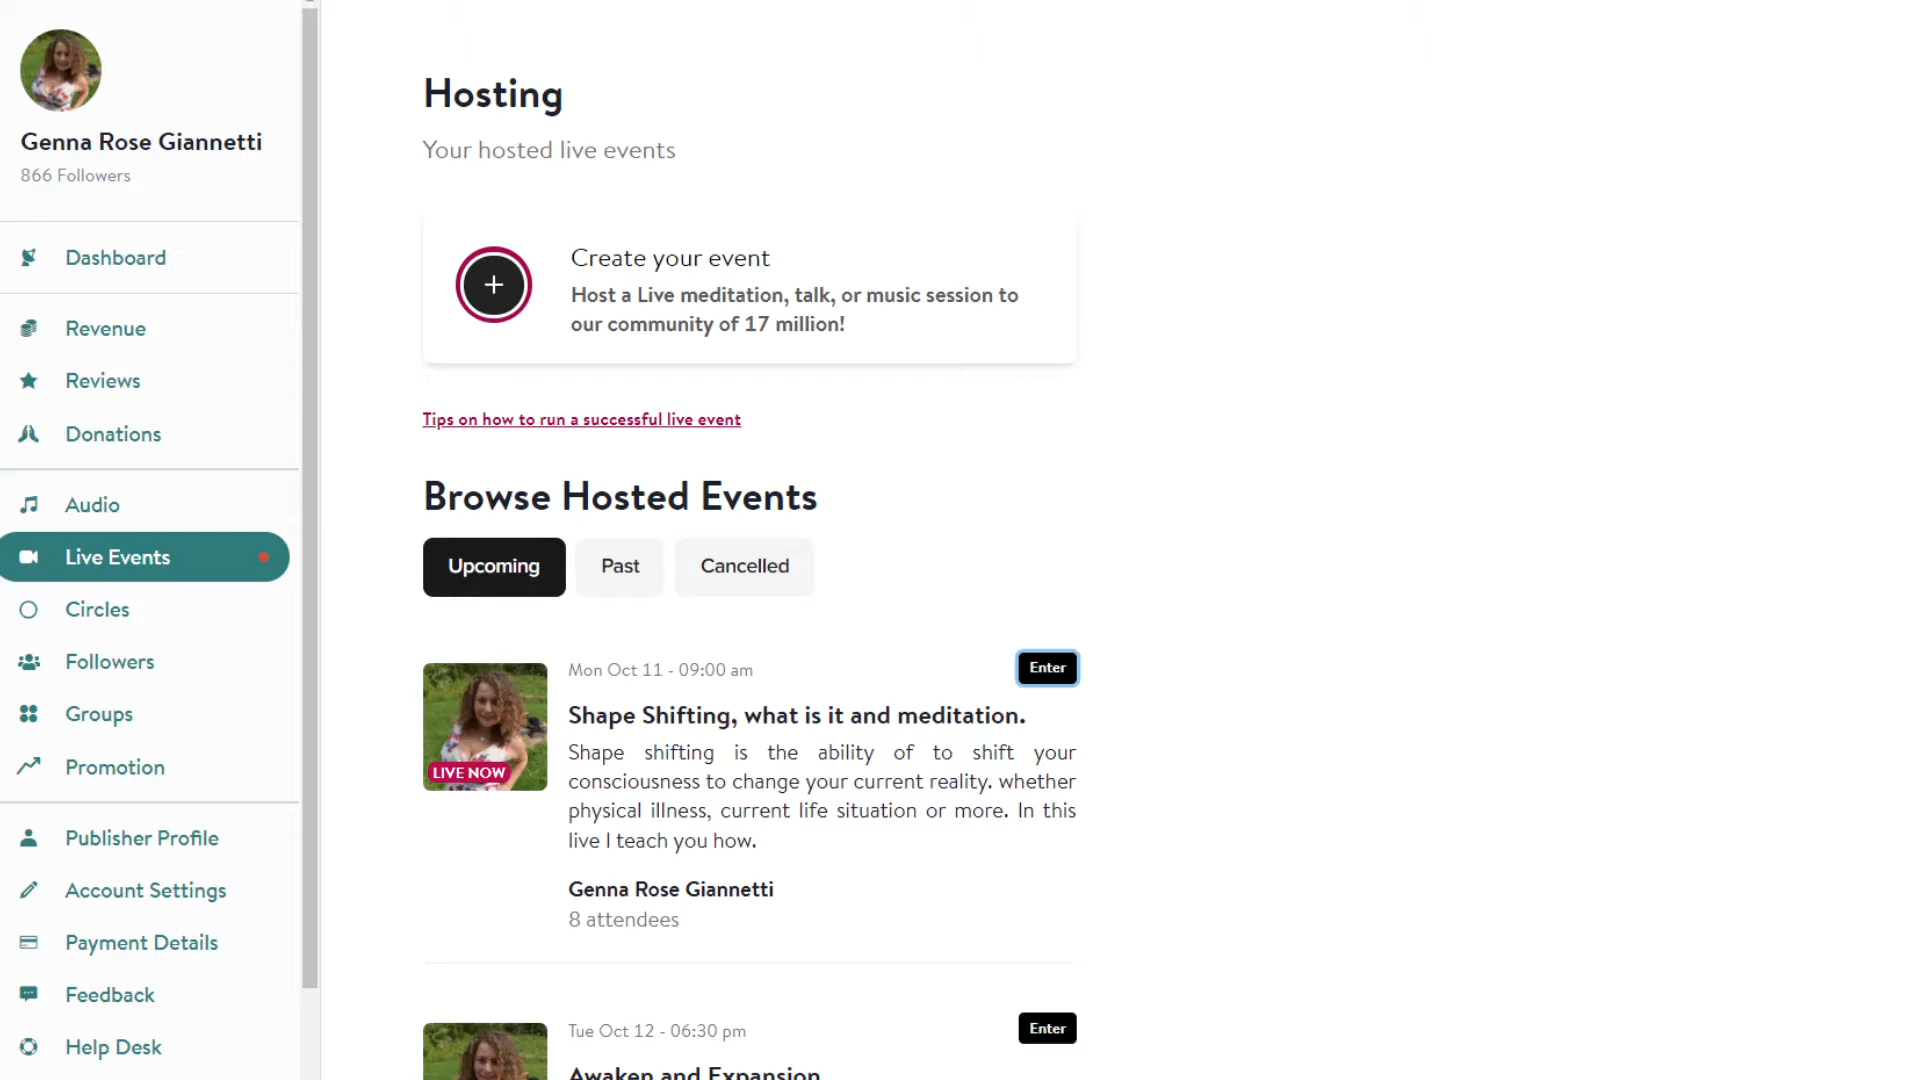 Genna Rose Giannetti
866 Followers
Dashboard
Revenue
Reviews
Donations
Audio
Live Events
Circles
Followers
Groups
Promotion
Publisher Profile
Account Settings
Payment Details
Feedback
Help Desk
Hosting
Your hosted live events
Create your event
Host a Live meditation, talk, or music session to
our community of 17 million!
Tips on how to run a successful live event
Browse Hosted Events
Upcoming
Past
Cancelled
Mon Oct 11 - 09:00 am
Enter
Shape Shifting, what is it and meditation.
Shape shifting is the ability of to shift your
consciousness to change your current reality. whether
physical illness, current life situation or more. In this
live I teach you how.
LIVE NOW
Genna Rose Giannetti
8 attendees
Tue Oct 12 - 06:30 pm
Enter
Awaken and Expansion